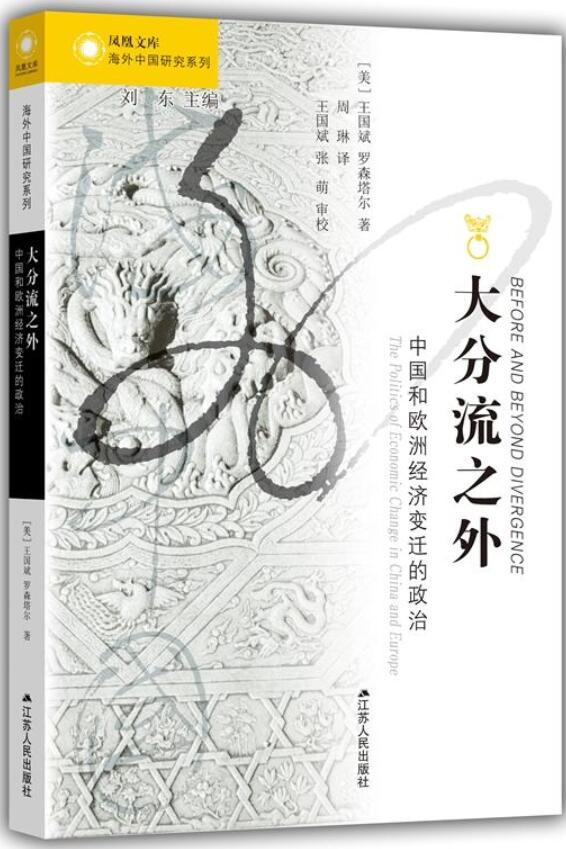 凤凰文库
海外中国研究系列
刘 东 主编
[美] 王国斌 罗森塔尔 著
周 琳 译
王国斌 张 萌 审校
大分流之外
BEFORE AND BEYOND DIVERGENCE
中国和欧洲经济变迁的政治
The Politics of Economic Change in China and Europe
江苏人民出版社
凤凰文库
海外中国研究系列
大分流之外
中国和欧洲经济变迁的政治
[美] 王国斌 罗森塔尔 著
江苏人民出版社